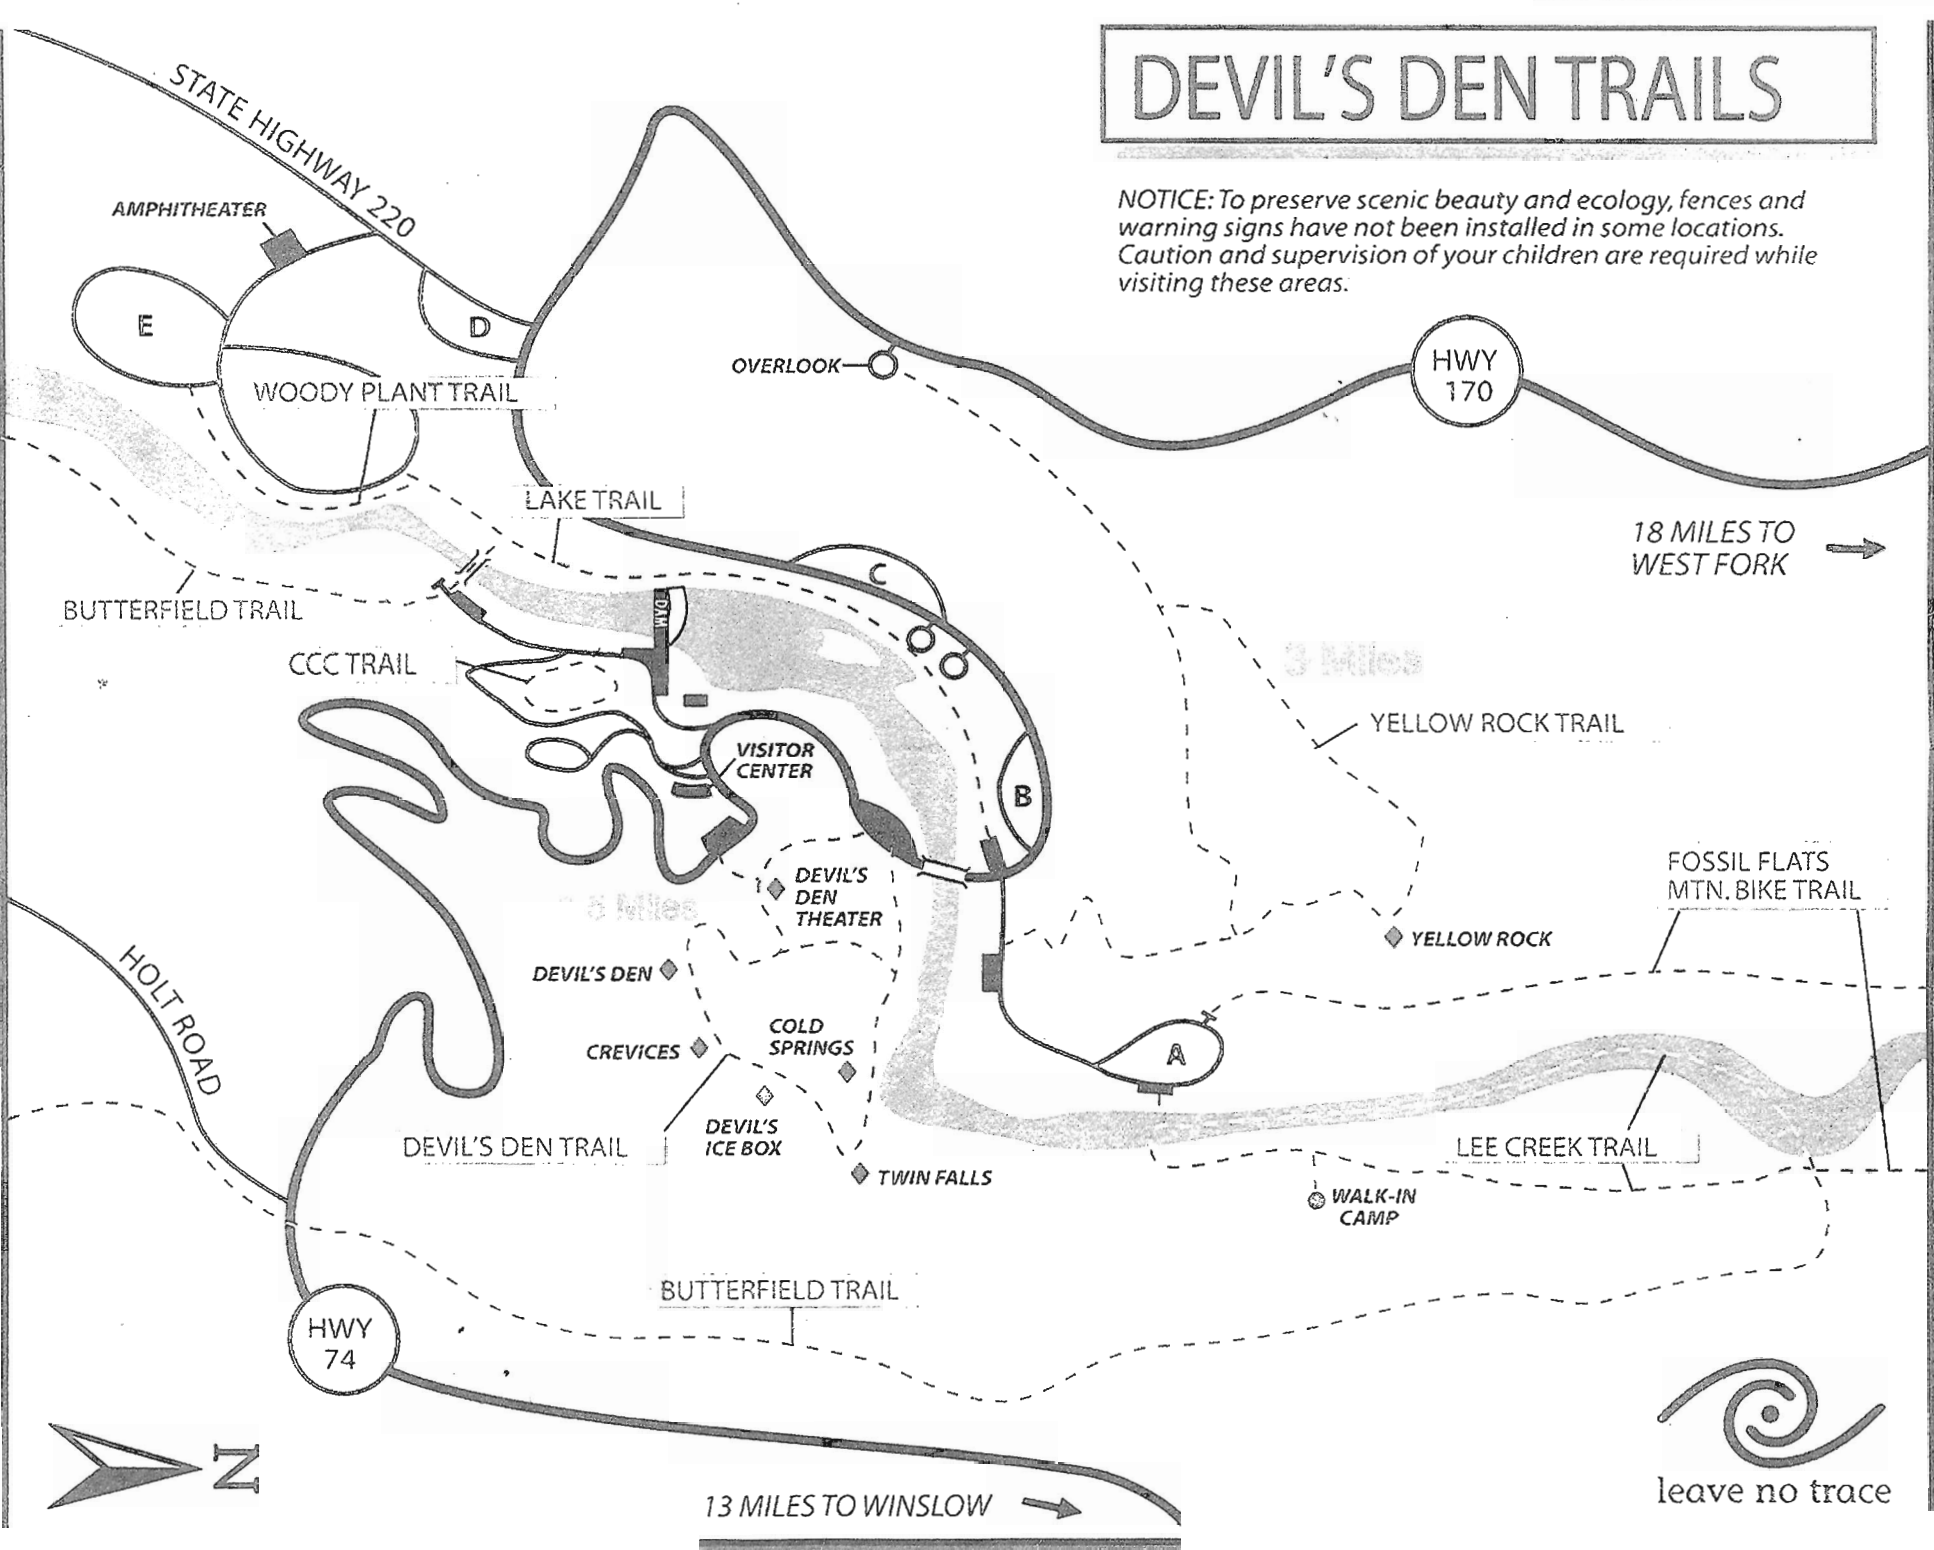 DEVIL'S DEN TRAILS
NOTICE: To preserve scenic beauty and ecology, fences and
warning signs have not been installed in some locations.
Caution and supervision of your children are required while
visiting these areas.
STATE HIGHWAY 220
AMPHITHEATER
E
D
WOODY PLANT TRAIL
OVERLOOK
HWY
170
LAKE TRAIL
18 MILES TO
WEST FORK
C
BUTTERFIELD TRAIL
DAM
CCC TRAIL
3 Miles
YELLOW ROCK TRAIL
VISITOR
CENTER
B
DEVIL'S
DEN
THEATER
FOSSIL FLATS
MTN. BIKE TRAIL
Miles
YELLOW ROCK
HOLT ROAD
DEVIL'S DEN
CREVICES
COLD
SPRINGS
A
DEVIL'S
ICE BOX
DEVIL'S DEN TRAIL
LEE CREEK TRAIL
TWIN FALLS
WALK-IN
CAMP
BUTTERFIELD TRAIL
HWY
74
N
13 MILES TO WINSLOW
leave no trace